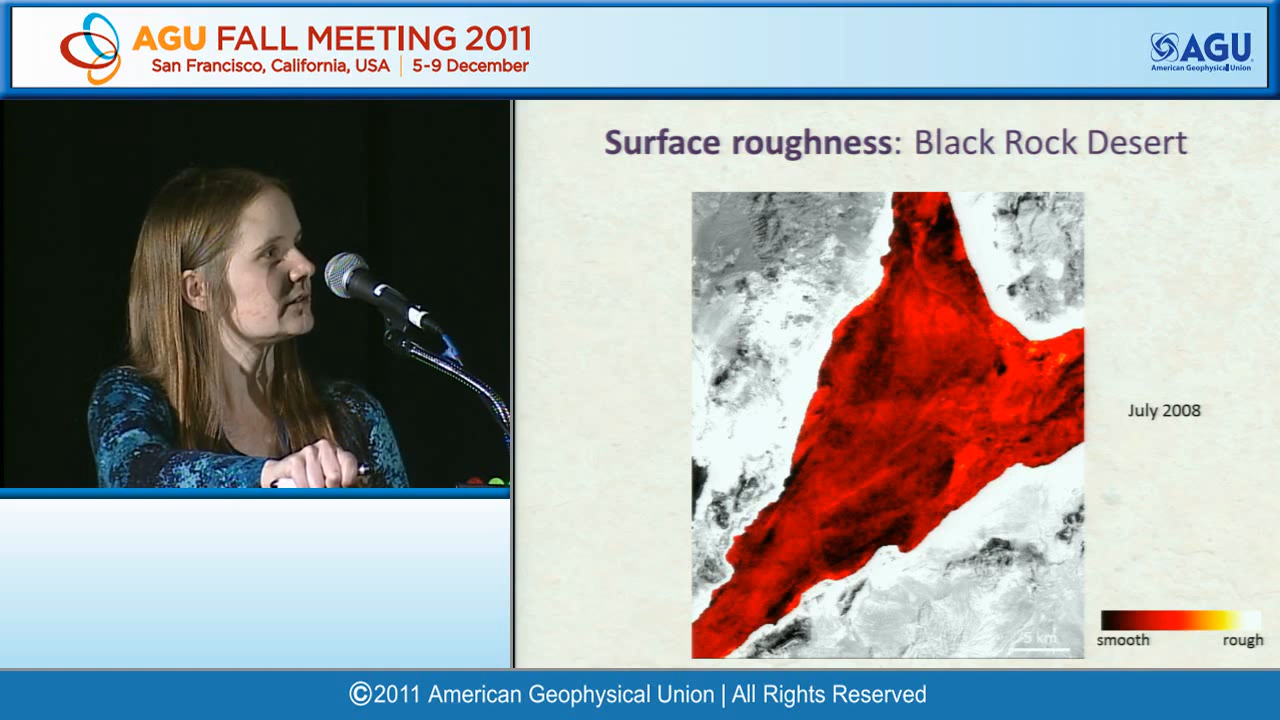 AGU FALL MEETING 2011
San Francisco, California, USA | 5-9 December
AGU
American Geophysical Union
Surface roughness: Black Rock Desert
July 2008
5 km
smooth rough
©2011 American Geophysical Union | All Rights Reserved